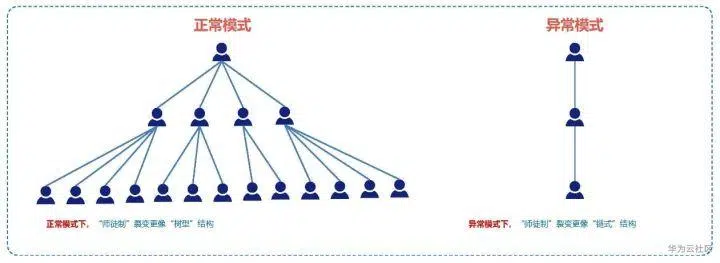 正常模式
异常模式
正常模式下，“师徒制”裂变更像“树型”结构
异常模式下，“师徒制”裂变更像“链式”结构
华为云社区